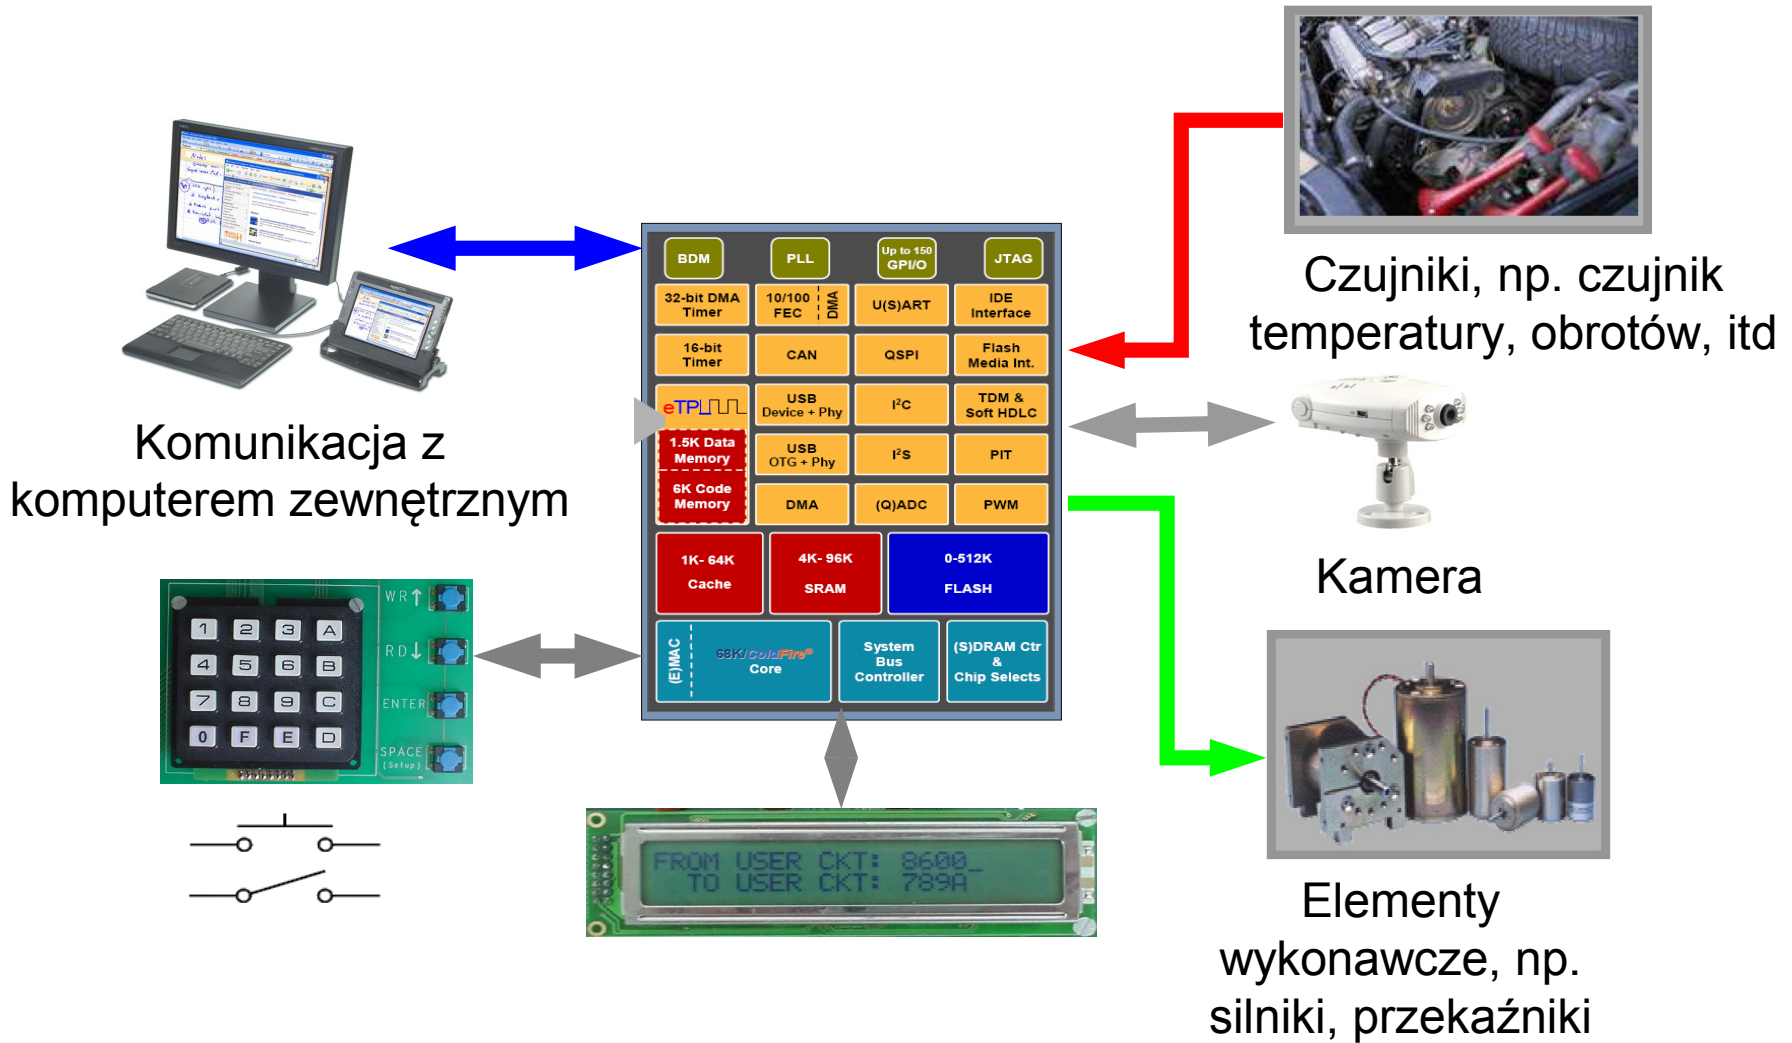 Komunikacja z
komputerem zewnętrznym
BDM
PLL
Up to 150
GPI/O
JTAG
32-bit DMA
Timer
10/100
FEC
DMA
U(S)ART
IDE
Interface
16-bit
Timer
CAN
QSPI
Flash
Media Int.
eTPU
USB
Device + Phy
I²C
TDM &
Soft HDLC
1.5K Data
Memory
USB
OTG + Phy
I²S
PIT
6K Code
Memory
DMA
(Q)ADC
PWM
1K- 64K
Cache
4K- 96K
SRAM
0-512K
FLASH
(E)MAC
68K/ColdFire®
Core
System
Bus
Controller
(S)DRAM Ctr
&
Chip Selects
Czujniki, np. czujnik
temperatury, obrotów, itd
Kamera
Elementy
wykonawcze, np.
silniki, przekaźniki
1 2 3 A
4 5 6 B
7 8 9 C
0 F E D
WR↑
RD↓
ENTER
SPACE
(Setup)
FROM USER CKT: 8600_
TO USER CKT: 789A